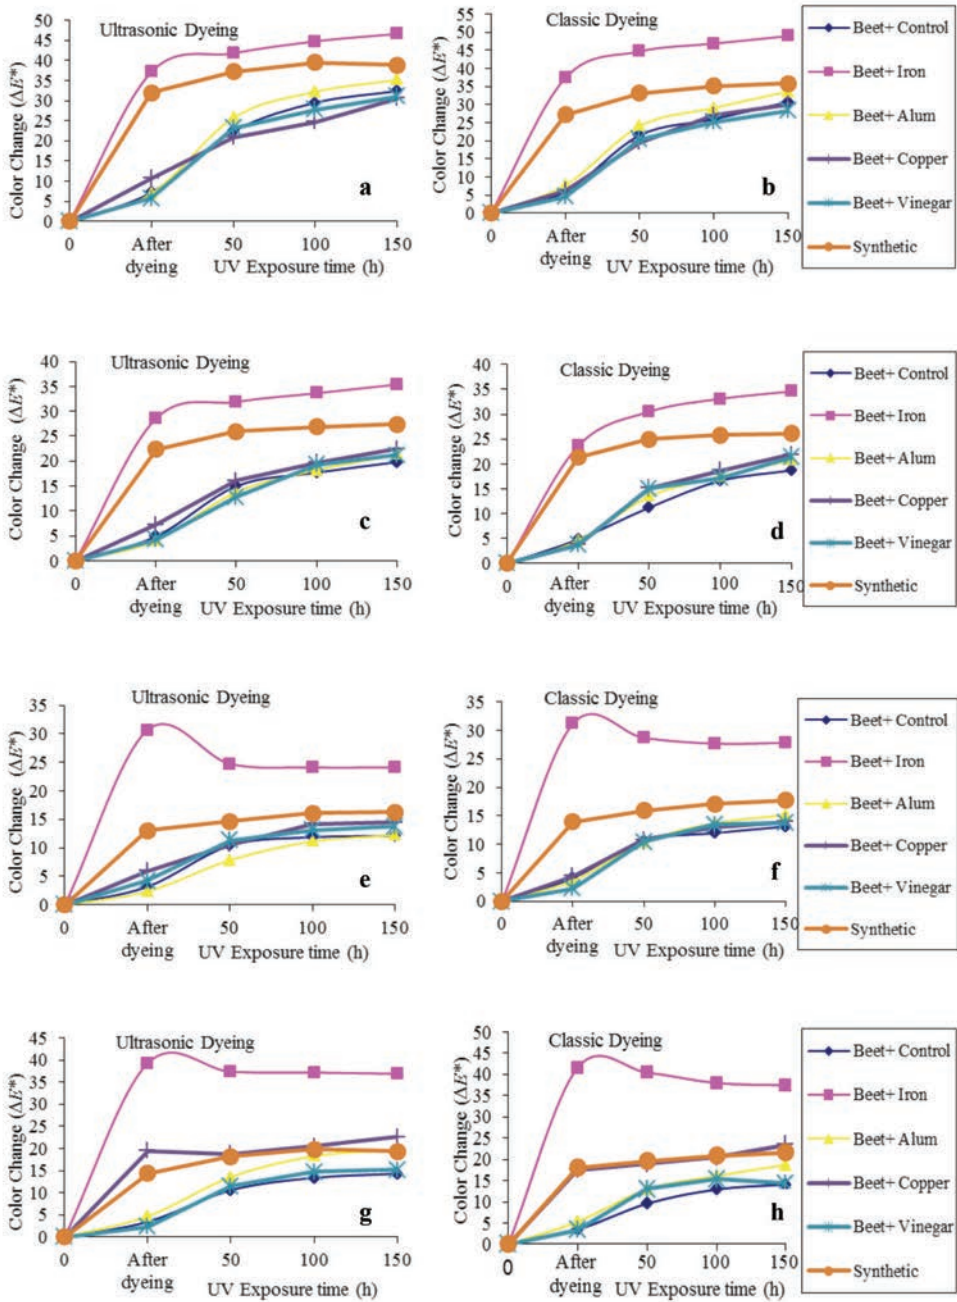 Ultrasonic Dyeing
Color Change (ΔE*)
50
45
40
35
30
25
20
15
10
5
0
a
0 After dyeing 50 100 150
UV Exposure time (h)
Classic Dyeing
Color Change (ΔE*)
55
50
45
40
35
30
25
20
15
10
5
0
b
0 After dyeing 50 100 150
UV Exposure time (h)
Beet+ Control
Beet+ Iron
Beet+ Alum
Beet+ Copper
Beet+ Vinegar
Synthetic
Ultrasonic Dyeing
Color Change (ΔE*)
40
35
30
25
20
15
10
5
0
c
0 After dyeing 50 100 150
UV Exposure time (h)
Classic Dyeing
Color change (ΔE*)
40
35
30
25
20
15
10
5
0
d
0 After dyeing 50 100 150
UV Exposure time (h)
Beet+ Control
Beet+ Iron
Beet+ Alum
Beet+ Copper
Beet+ Vinegar
Synthetic
Ultrasonic Dyeing
Color Change (ΔE*)
35
30
25
20
15
10
5
0
e
0 After dyeing 50 100 150
UV Exposure time (h)
Classic Dyeing
Color Change (ΔE*)
35
30
25
20
15
10
5
0
f
0 After dyeing 50 100 150
UV Exposure time (h)
Beet+ Control
Beet+ Iron
Beet+ Alum
Beet+ Copper
Beet+ Vinegar
Synthetic
Ultrasonic Dyeing
Color Change (ΔE*)
45
40
35
30
25
20
15
10
5
0
g
0 After dyeing 50 100 150
UV Exposure time (h)
Classic Dyeing
Color Change (ΔE*)
50
45
40
35
30
25
20
15
10
5
0
h
0 After dyeing 50 100 150
UV Exposure time (h)
Beet+ Control
Beet+ Iron
Beet+ Alum
Beet+ Copper
Beet+ Vinegar
Synthetic